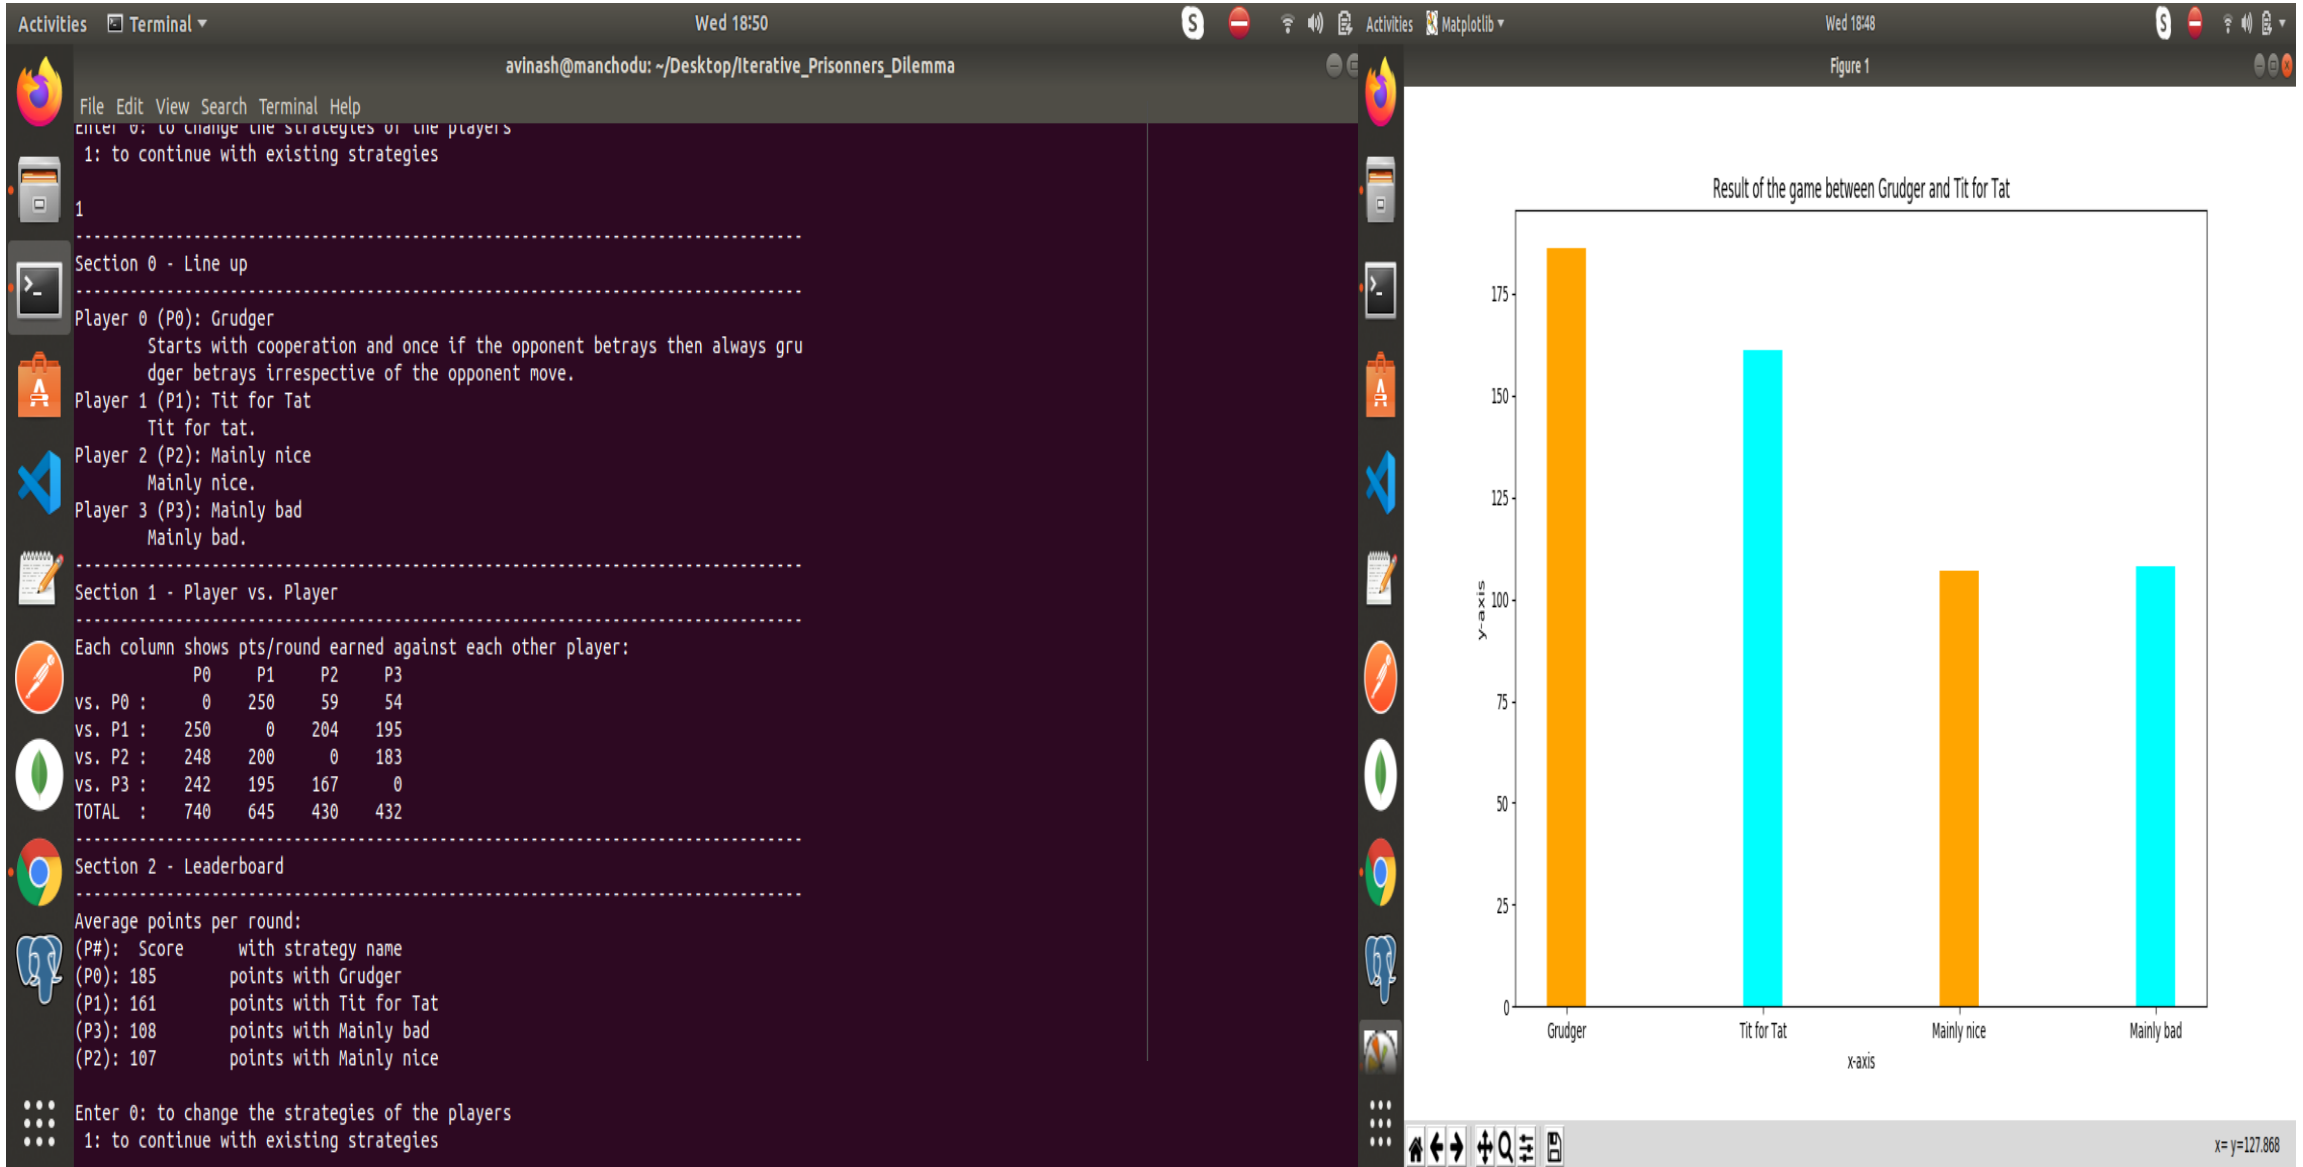 Activities Terminal Wed 18:50
avinash@manchodu: ~/Desktop/Iterative_Prisonners_Dilemma
File Edit View Search Terminal Help
Enter 0: to change the strategies of the players
1: to continue with existing strategies
1
--------------------------------------------------------------------------------
Section 0 - Line up
--------------------------------------------------------------------------------
Player 0 (P0): Grudger
Starts with cooperation and once if the opponent betrays then always gru
dger betrays irrespective of the opponent move.
Player 1 (P1): Tit for Tat
Tit for tat.
Player 2 (P2): Mainly nice
Mainly nice.
Player 3 (P3): Mainly bad
Mainly bad.
--------------------------------------------------------------------------------
Section 1 - Player vs. Player
--------------------------------------------------------------------------------
Each column shows pts/round earned against each other player:
P0 P1 P2 P3
vs. P0 : 0 250 59 54
vs. P1 : 250 0 204 195
vs. P2 : 248 200 0 183
vs. P3 : 242 195 167 0
TOTAL : 740 645 430 432
--------------------------------------------------------------------------------
Section 2 - Leaderboard
--------------------------------------------------------------------------------
Average points per round:
(P#): Score with strategy name
(P0): 185 points with Grudger
(P1): 161 points with Tit for Tat
(P3): 108 points with Mainly bad
(P2): 107 points with Mainly nice
Enter 0: to change the strategies of the players
1: to continue with existing strategies
Activities Matplotlib Wed 18:48
Figure 1
Result of the game between Grudger and Tit for Tat
175
150
125
100
75
50
25
0
y-axis
Grudger Tit for Tat Mainly nice Mainly bad
x-axis
x= y=127.868